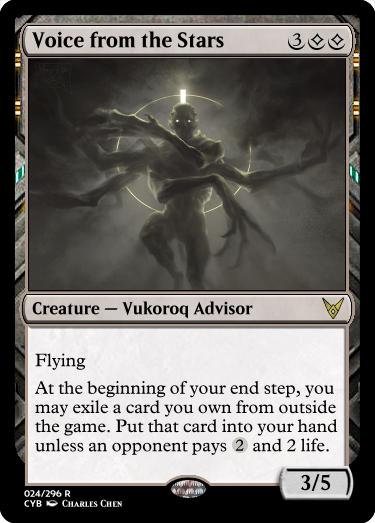 Voice from the Stars 3
Creature — Vukoroq Advisor
Flying
At the beginning of your end step, you
may exile a card you own from outside
the game. Put that card into your hand
unless an opponent pays 2 and 2 life.
3/5
024/296 R
CYB Charles Chen